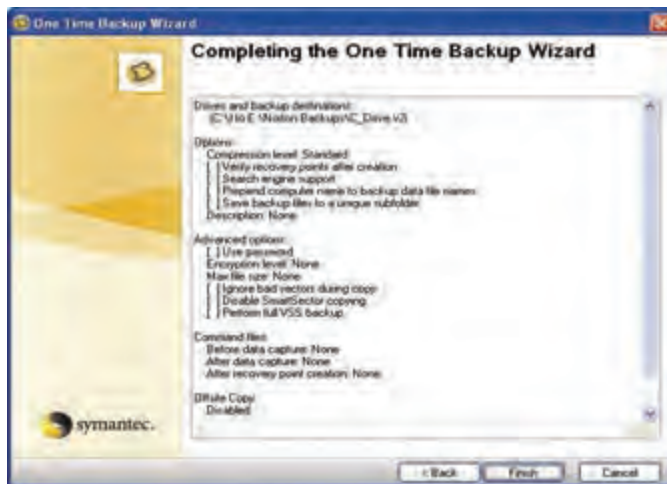 One Time Backup Wizard
Completing the One Time Backup Wizard
Drives and backup destinations:
(C:\) to E:\Norton Backups\C_Drive.v2i
Options:
Compression level: Standard
[ ] Verify recovery points after creation
[ ] Search engine support
[ ] Prepend computer name to backup data file names
[ ] Save backup files to a unique subfolder
Description: None
Advanced options:
[ ] Use password
Encryption level: None
Max file size: None
[ ] Ignore bad sectors during copy
[ ] Disable SmartSector copying
[ ] Perform full VSS backup
Command files:
Before data capture: None
After data capture: None
After recovery point creation: None
Offsite Copy:
Disabled
symantec.
< Back
Finish
Cancel